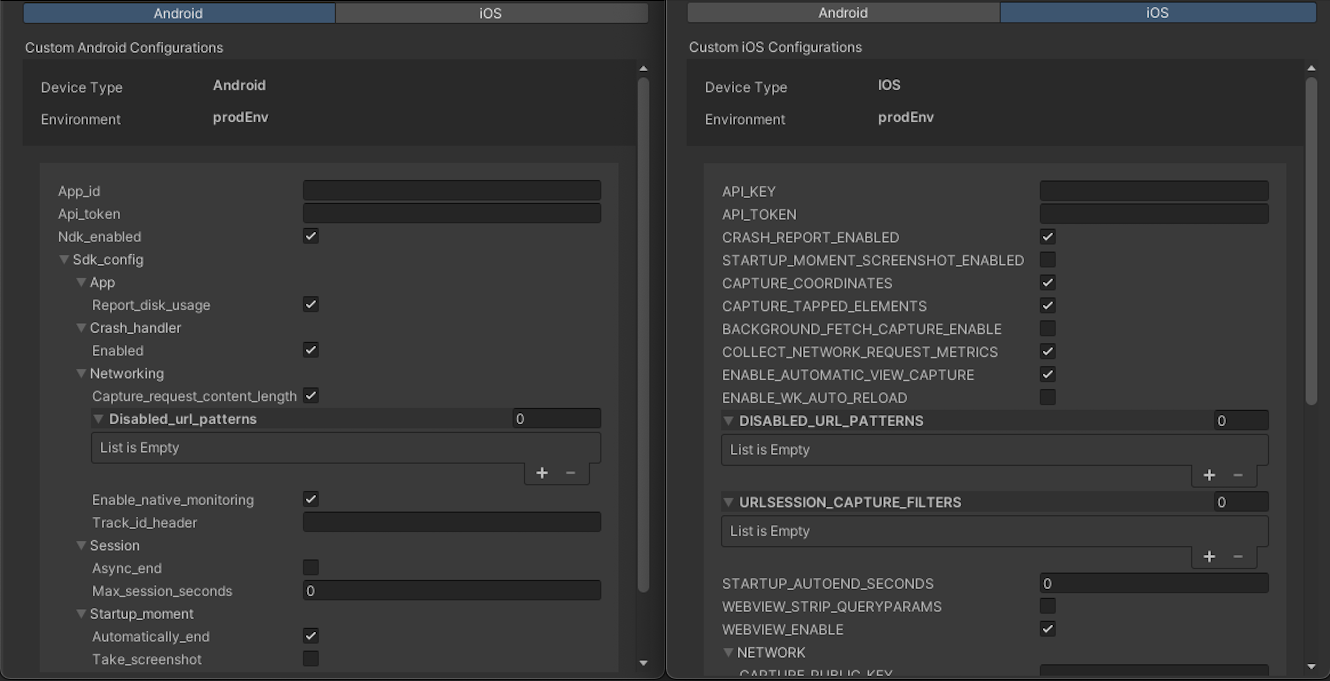 Android iOS
Custom Android Configurations
Device Type Android
Environment prodEnv
App_id
Api_token
Ndk_enabled
Sdk_config
App
Report_disk_usage
Crash_handler
Enabled
Networking
Capture_request_content_length
Disabled_url_patterns 0
List is Empty
+ −
Enable_native_monitoring
Track_id_header
Session
Async_end
Max_session_seconds 0
Startup_moment
Automatically_end
Take_screenshot
Android iOS
Custom iOS Configurations
Device Type IOS
Environment prodEnv
API_KEY
API_TOKEN
CRASH_REPORT_ENABLED
STARTUP_MOMENT_SCREENSHOT_ENABLED
CAPTURE_COORDINATES
CAPTURE_TAPPED_ELEMENTS
BACKGROUND_FETCH_CAPTURE_ENABLE
COLLECT_NETWORK_REQUEST_METRICS
ENABLE_AUTOMATIC_VIEW_CAPTURE
ENABLE_WK_AUTO_RELOAD
DISABLED_URL_PATTERNS 0
List is Empty
+ −
URLSESSION_CAPTURE_FILTERS 0
List is Empty
+ −
STARTUP_AUTOEND_SECONDS 0
WEBVIEW_STRIP_QUERYPARAMS
WEBVIEW_ENABLE
NETWORK
CAPTURE_PUBLIC_KEY